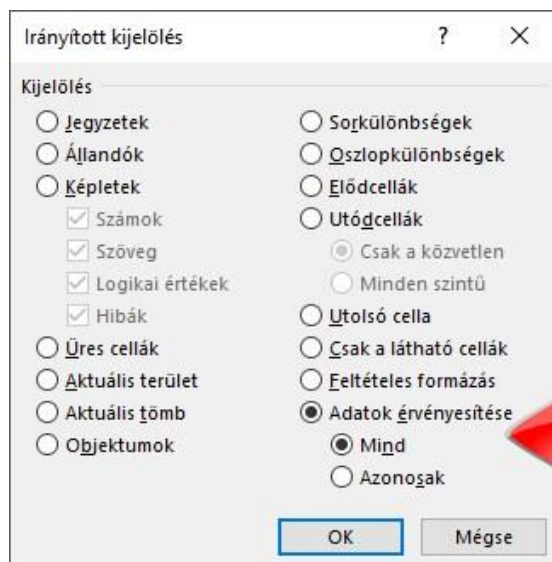 Irányított kijelölés
?
Kijelölés
Jegyzetek
Állandók
Képletek
Számok
Szöveg
Logikai értékek
Hibák
Üres cellák
Aktuális terület
Aktuális tömb
Objektumok
Sorkülönbségek
Oszlopkülönbségek
Elődcellák
Utódcellák
Csak a közvetlen
Minden szintű
Utolsó cella
Csak a látható cellák
Feltételes formázás
Adatok érvényesítése
Mind
Azonosak
OK
Mégse